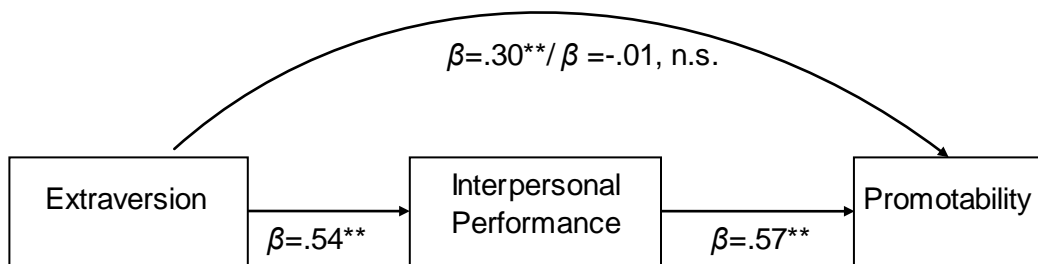 β=.30**/ β =-.01, n.s.
Extraversion
Interpersonal
Performance
Promotability
β=.54**
β=.57**